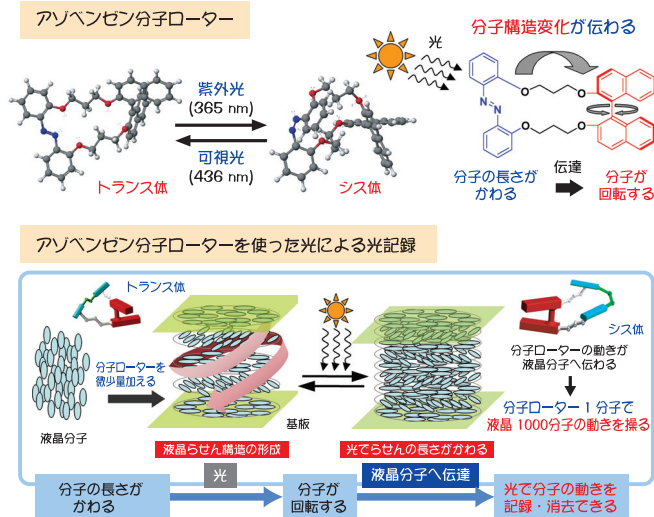 アゾベンゼン分子ローター
紫外光
(365 nm)
可視光
(436 nm)
トランス体
シス体
光
分子構造変化が伝わる
N
N
O
O
O
O
分子の長さが
かわる
伝達
分子が
回転する
アゾベンゼン分子ローターを使った光による光記録
トランス体
分子ローターを
微少量加える
液晶分子
基板
液晶らせん構造の形成
光でらせんの長さがかわる
シス体
分子ローターの動きが
液晶分子へ伝わる
分子ローター1分子で
液晶1000分子の動きを操る
分子の長さが
かわる
光
分子が
回転する
液晶分子へ伝達
光で分子の動きを
記録・消去できる